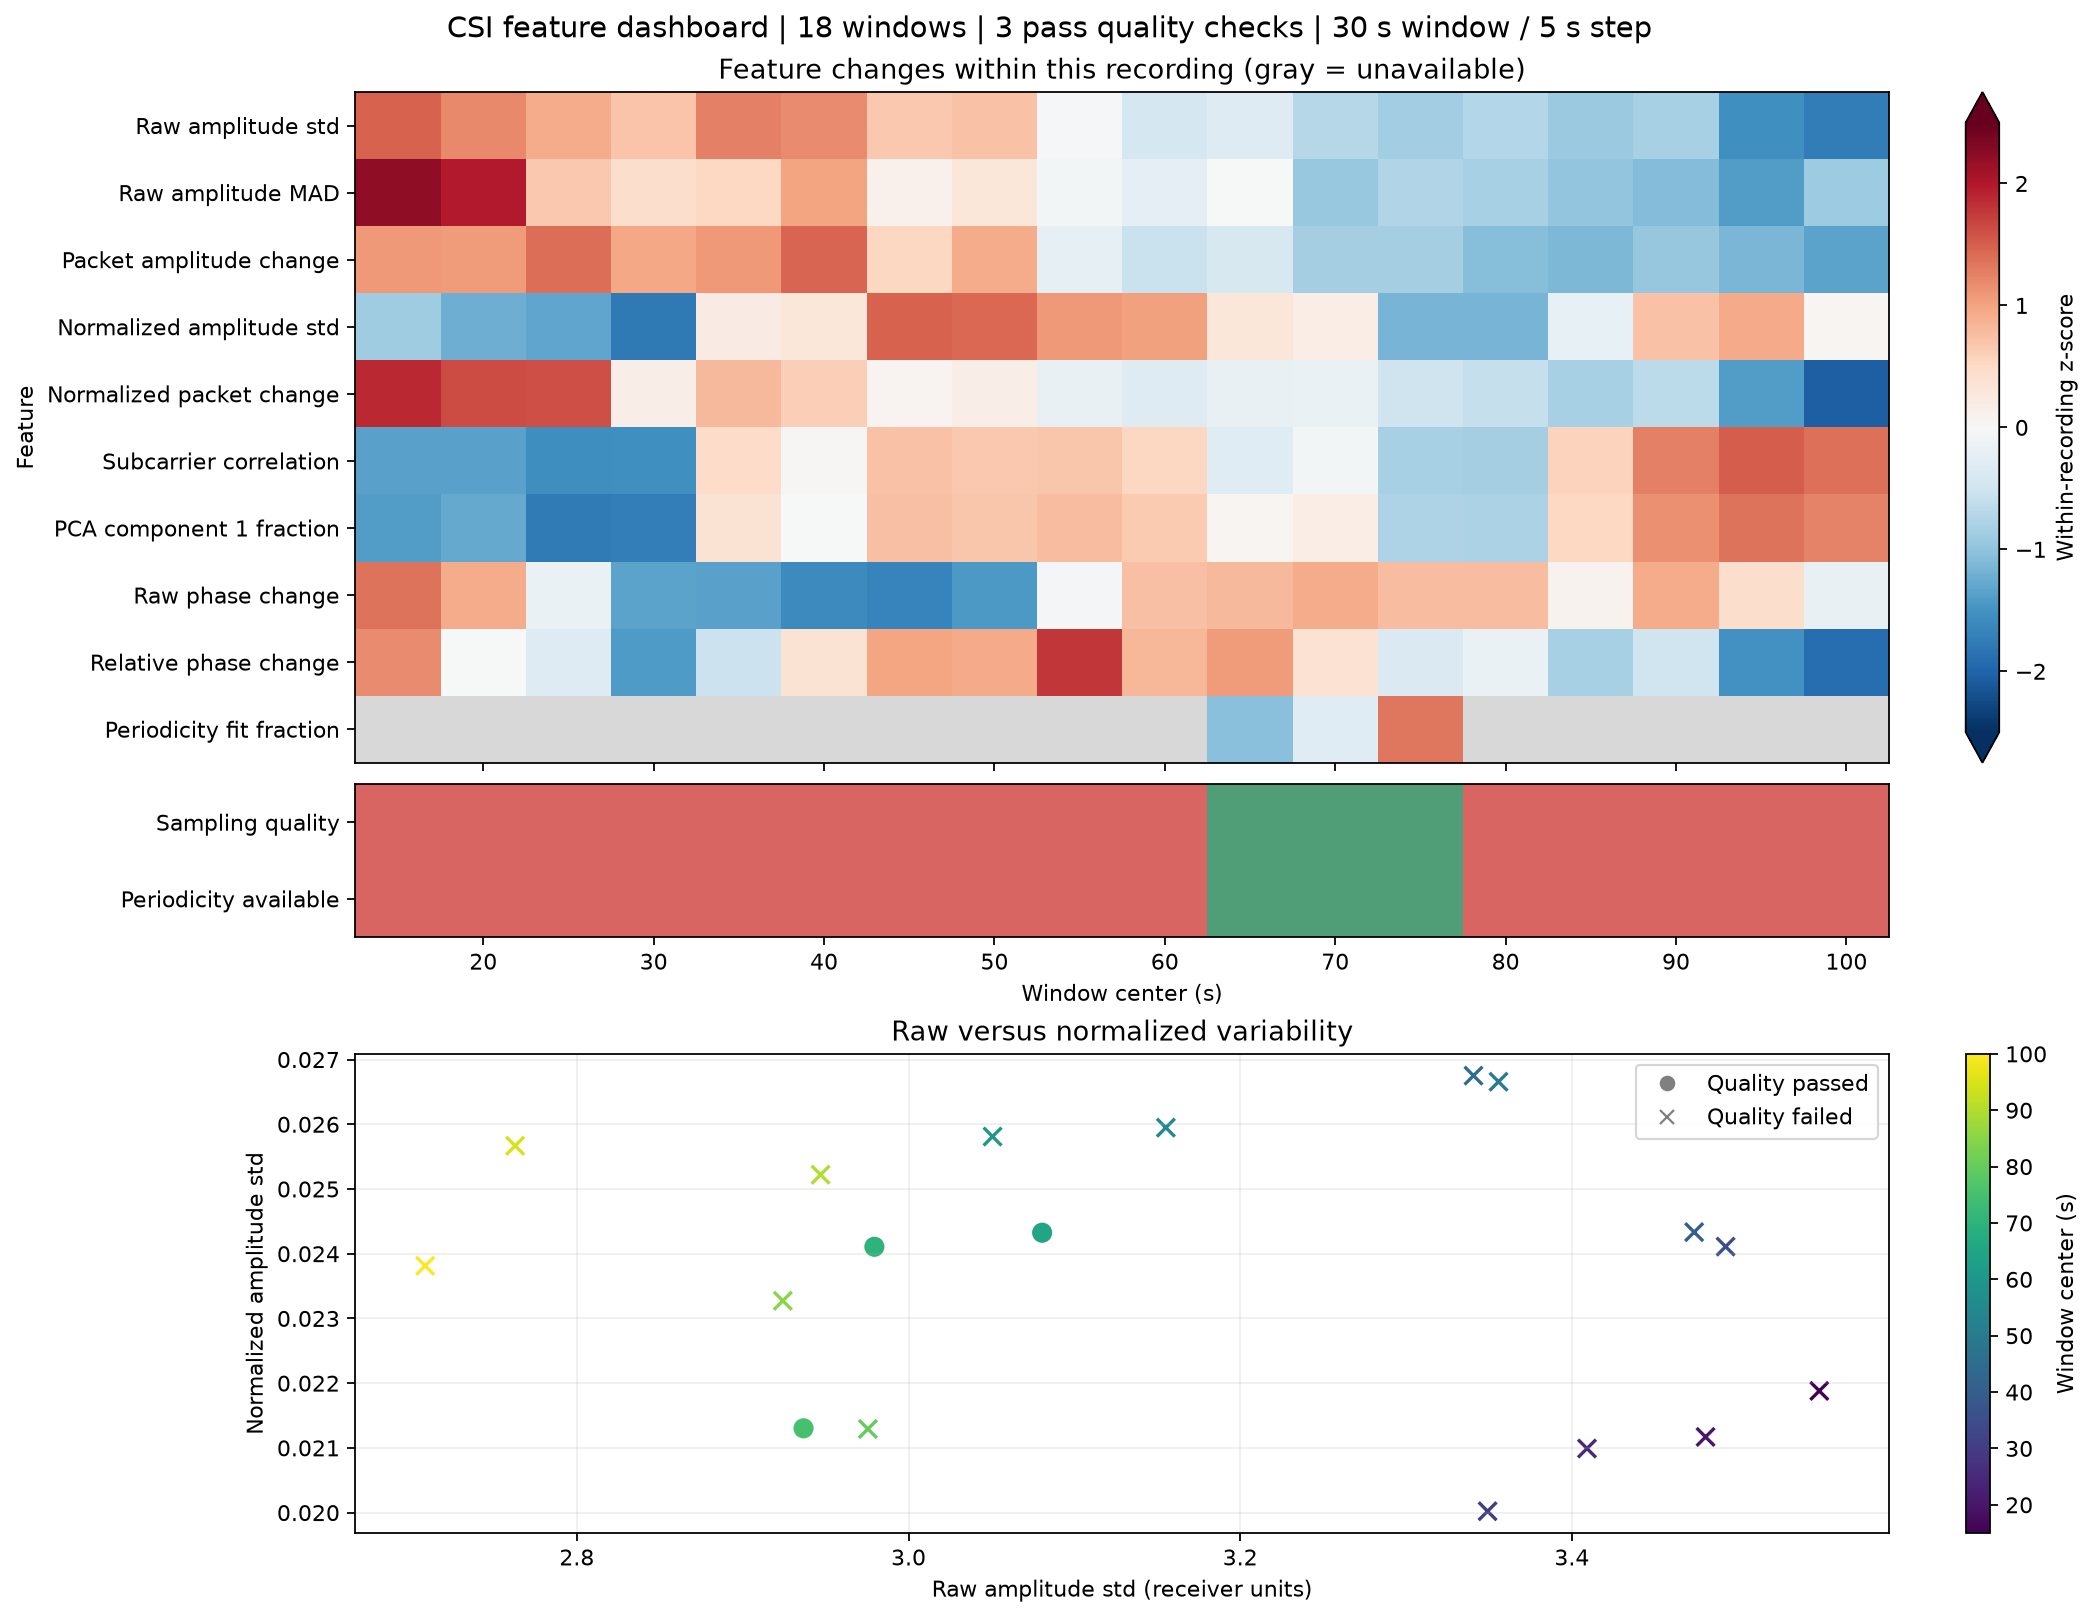 CSI feature dashboard | 18 windows | 3 pass quality checks | 30 s window / 5 s step
Feature changes within this recording (gray = unavailable)
Feature
Raw amplitude std
Raw amplitude MAD
Packet amplitude change
Normalized amplitude std
Normalized packet change
Subcarrier correlation
PCA component 1 fraction
Raw phase change
Relative phase change
Periodicity fit fraction
2
1
0
−1
−2
Within-recording z-score
Sampling quality
Periodicity available
20 30 40 50 60 70 80 90 100
Window center (s)
Raw versus normalized variability
Normalized amplitude std
0.027
0.026
0.025
0.024
0.023
0.022
0.021
0.020
Quality passed
Quality failed
2.8 3.0 3.2 3.4
Raw amplitude std (receiver units)
100
90
80
70
60
50
40
30
20
Window center (s)